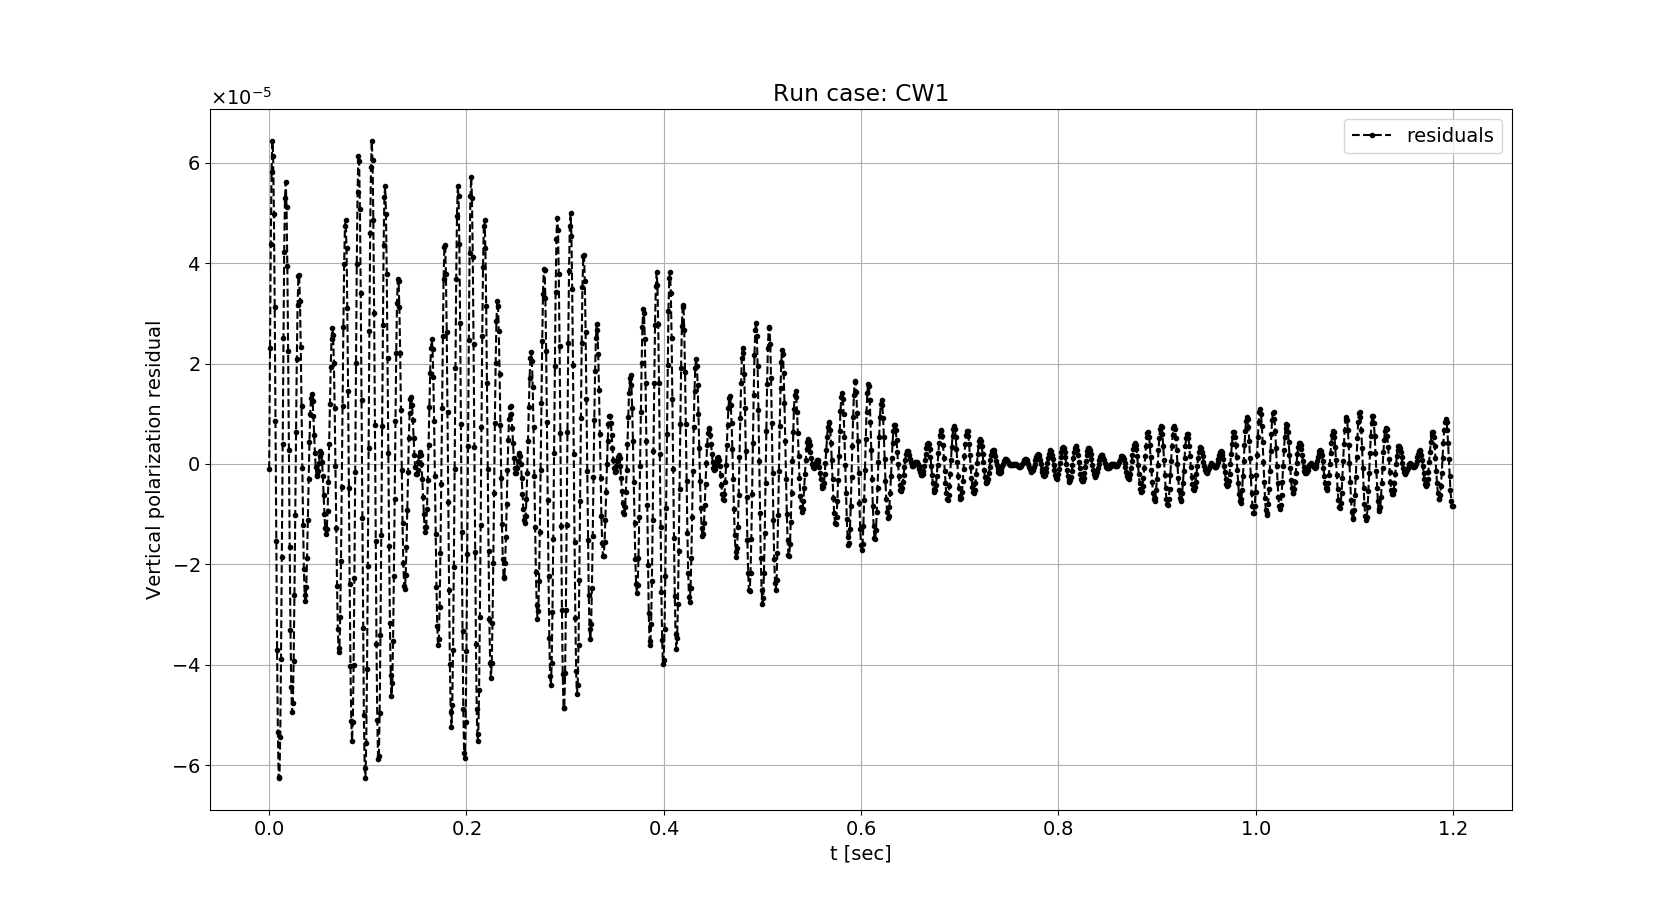 Run case: CW1
×10⁻⁵
residuals
6
4
2
0
−2
−4
−6
Vertical polarization residual
0.0 0.2 0.4 0.6 0.8 1.0 1.2
t [sec]